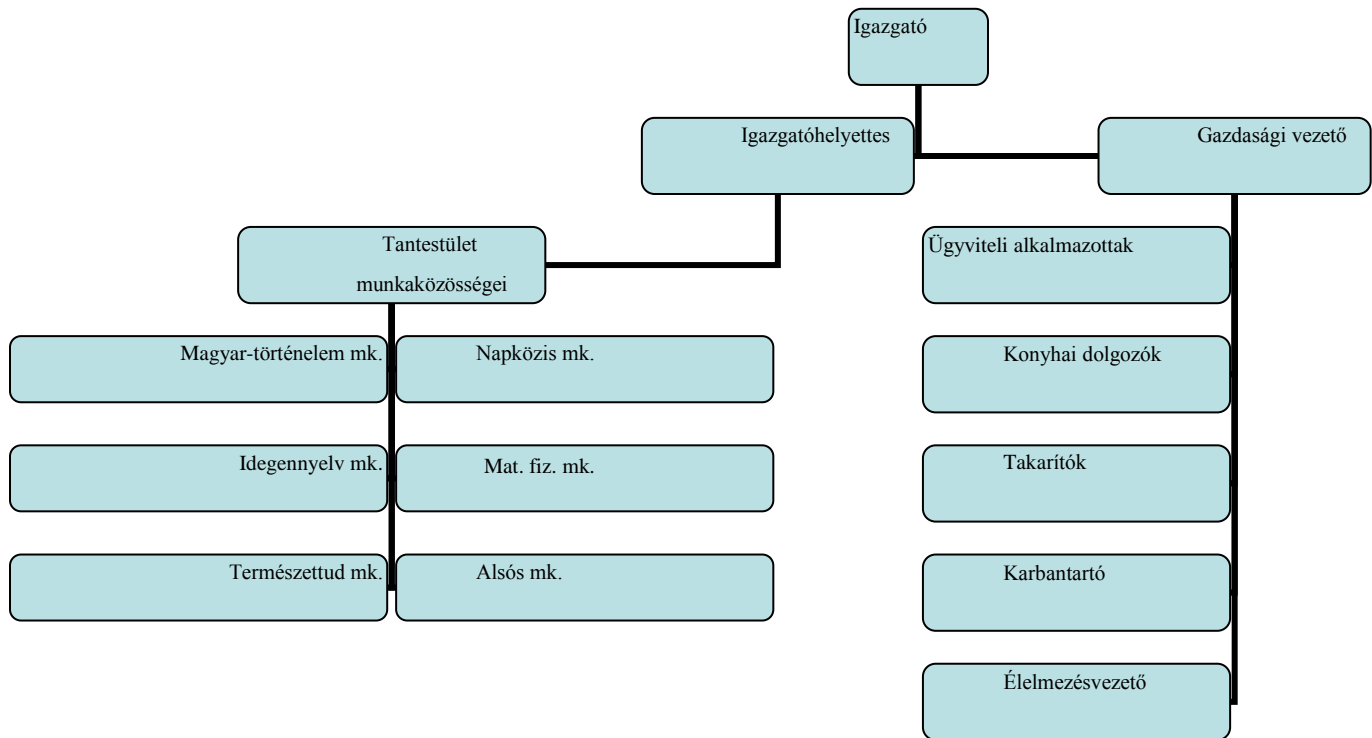 Igazgató
Igazgatóhelyettes
Gazdasági vezető
Tantestület
munkaközösségei
Ügyviteli alkalmazottak
Magyar-történelem mk.
Napközis mk.
Konyhai dolgozók
Idegennyelv mk.
Mat. fiz. mk.
Takarítók
Természettud mk.
Alsós mk.
Karbantartó
Élelmezésvezető